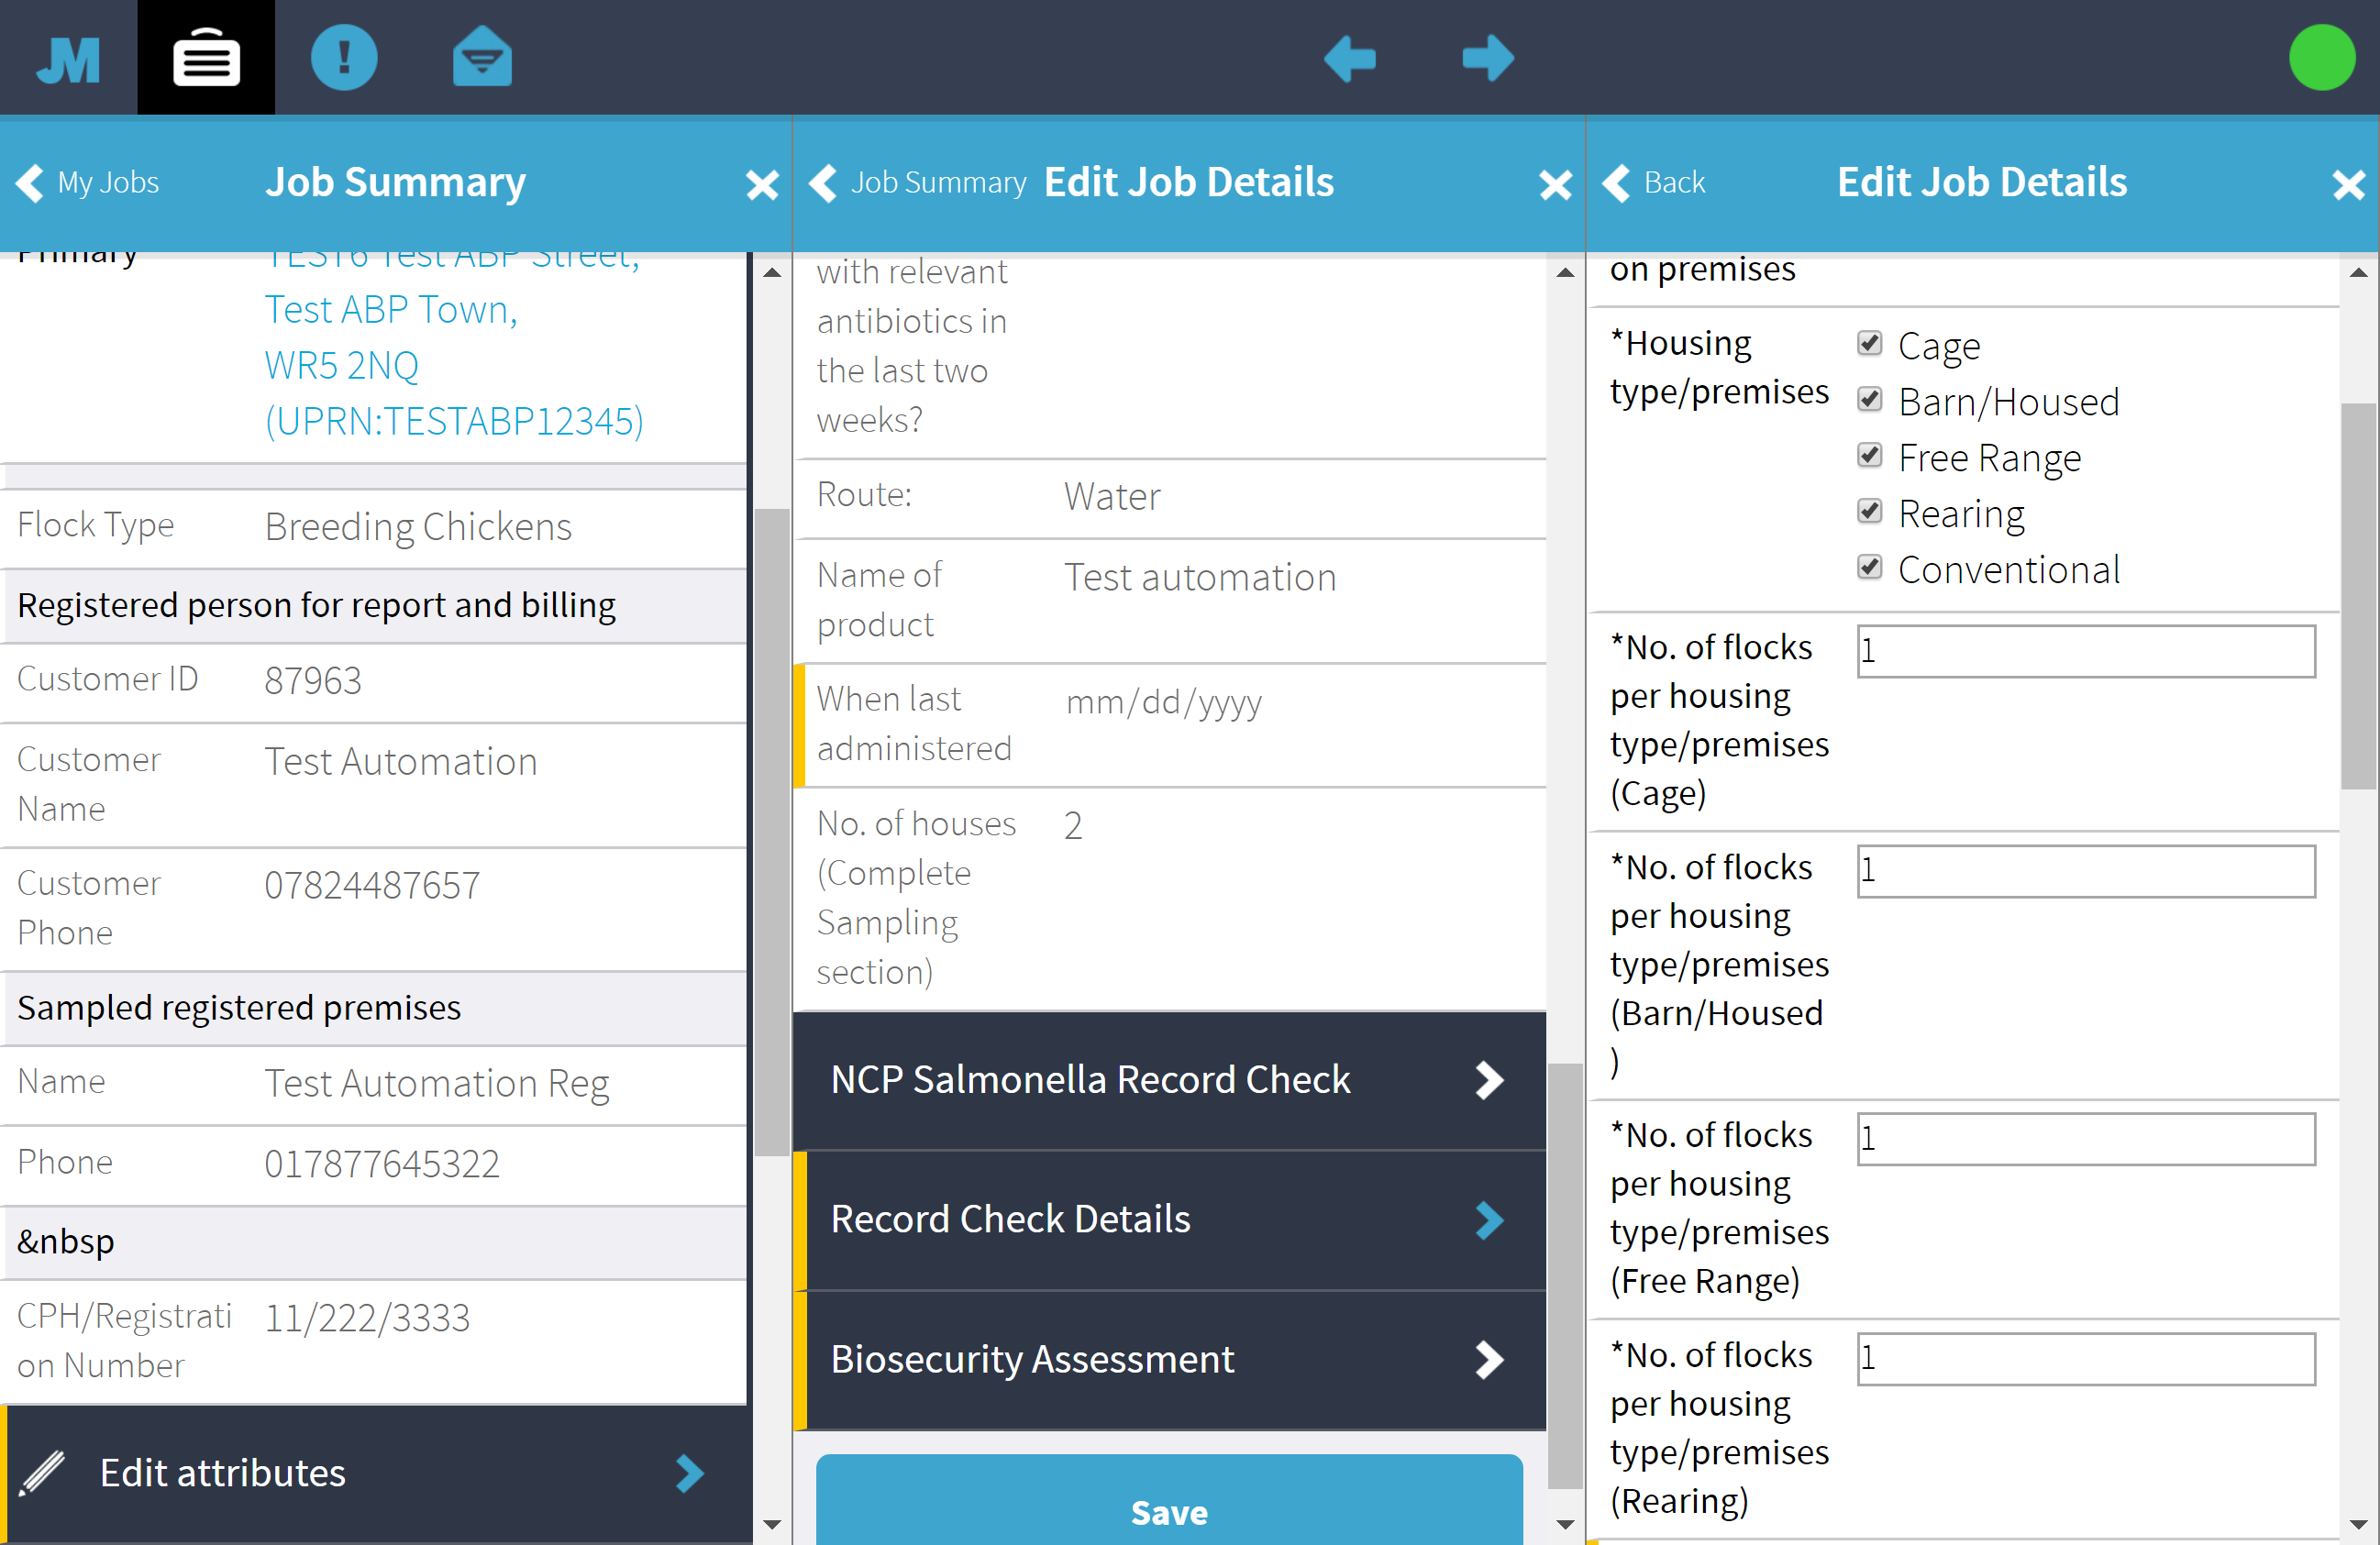 JM
My Jobs
Job Summary
Primary
TEST6 Test ABP Street,
Test ABP Town,
WR5 2NQ
(UPRN:TESTABP12345)
Flock Type
Breeding Chickens
Registered person for report and billing
Customer ID
87963
Customer
Name
Test Automation
Customer
Phone
07824487657
Sampled registered premises
Name
Test Automation Reg
Phone
017877645322
&nbsp
CPH/Registrati
on Number
11/222/3333
Edit attributes
Job Summary
Edit Job Details
with relevant
antibiotics in
the last two
weeks?
Route:
Water
Name of
product
Test automation
When last
administered
mm/dd/yyyy
No. of houses
(Complete
Sampling
section)
2
NCP Salmonella Record Check
Record Check Details
Biosecurity Assessment
Save
Back
Edit Job Details
on premises
*Housing
type/premises
Cage
Barn/Housed
Free Range
Rearing
Conventional
*No. of flocks
per housing
type/premises
(Cage)
1
*No. of flocks
per housing
type/premises
(Barn/Housed
)
1
*No. of flocks
per housing
type/premises
(Free Range)
1
*No. of flocks
per housing
type/premises
(Rearing)
1